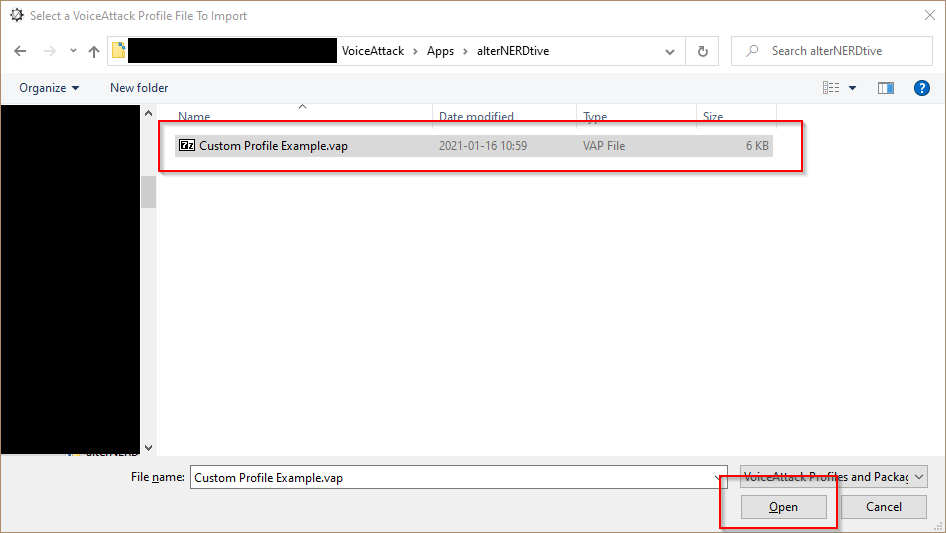 Select a VoiceAttack Profile File To Import
VoiceAttack > Apps > alterNERDtive
Search alterNERDtive
Organize
New folder
Name Date modified Type Size
Custom Profile Example.vap 2021-01-16 10:59 VAP File 6 KB
File name: Custom Profile Example.vap
VoiceAttack Profiles and Packag
Open Cancel